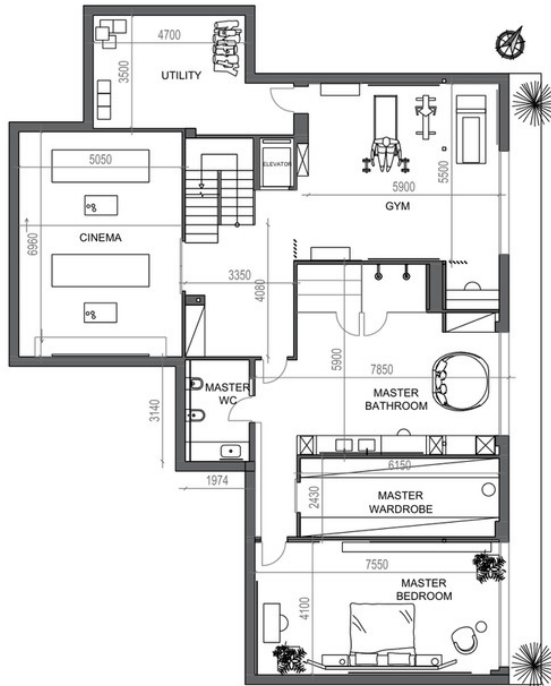 4700
3500
UTILITY
5050
ELEVATOR
5900
5500
GYM
CINEMA
6960
3350
4080
5900
7850
MASTER
WC
MASTER
BATHROOM
3140
1974
6150
2430
MASTER
WARDROBE
7550
MASTER
BEDROOM
4100